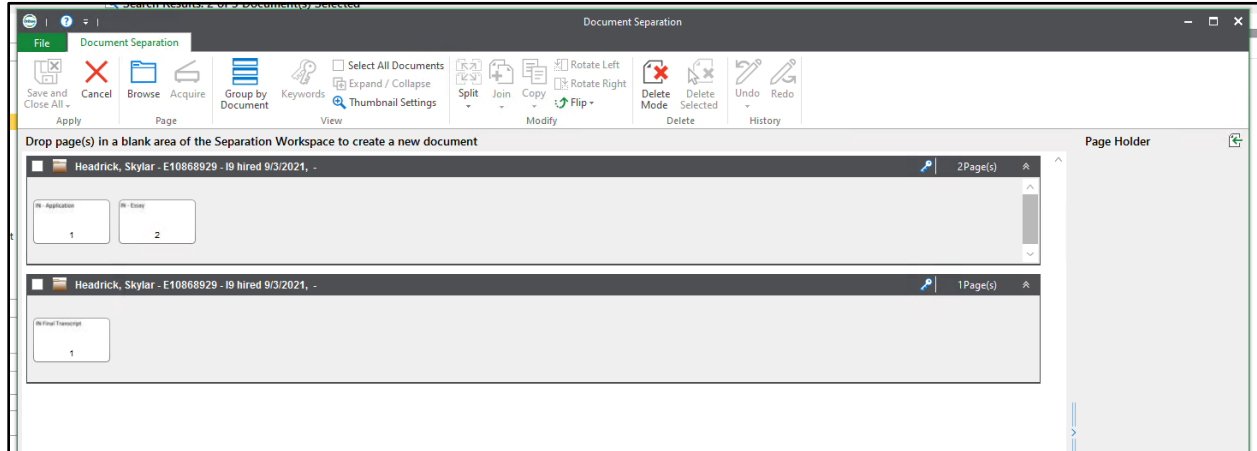 Search Results: 2 of 5 Document(s) Selected
Document Separation
File
Document Separation
Save and
Close All
Cancel
Browse
Acquire
Group by
Document
Keywords
Select All Documents
Expand / Collapse
Thumbnail Settings
Split
Join
Copy
Rotate Left
Rotate Right
Flip
Delete
Mode
Delete
Selected
Undo
Redo
Apply
Page
View
Modify
Delete
History
Drop page(s) in a blank area of the Separation Workspace to create a new document
Page Holder
Headrick, Skylar - E10868929 - I9 hired 9/3/2021, -
2Page(s)
IN - Application
1
IN - Essay
2
Headrick, Skylar - E10868929 - I9 hired 9/3/2021, -
1Page(s)
IN Final Transcript
1